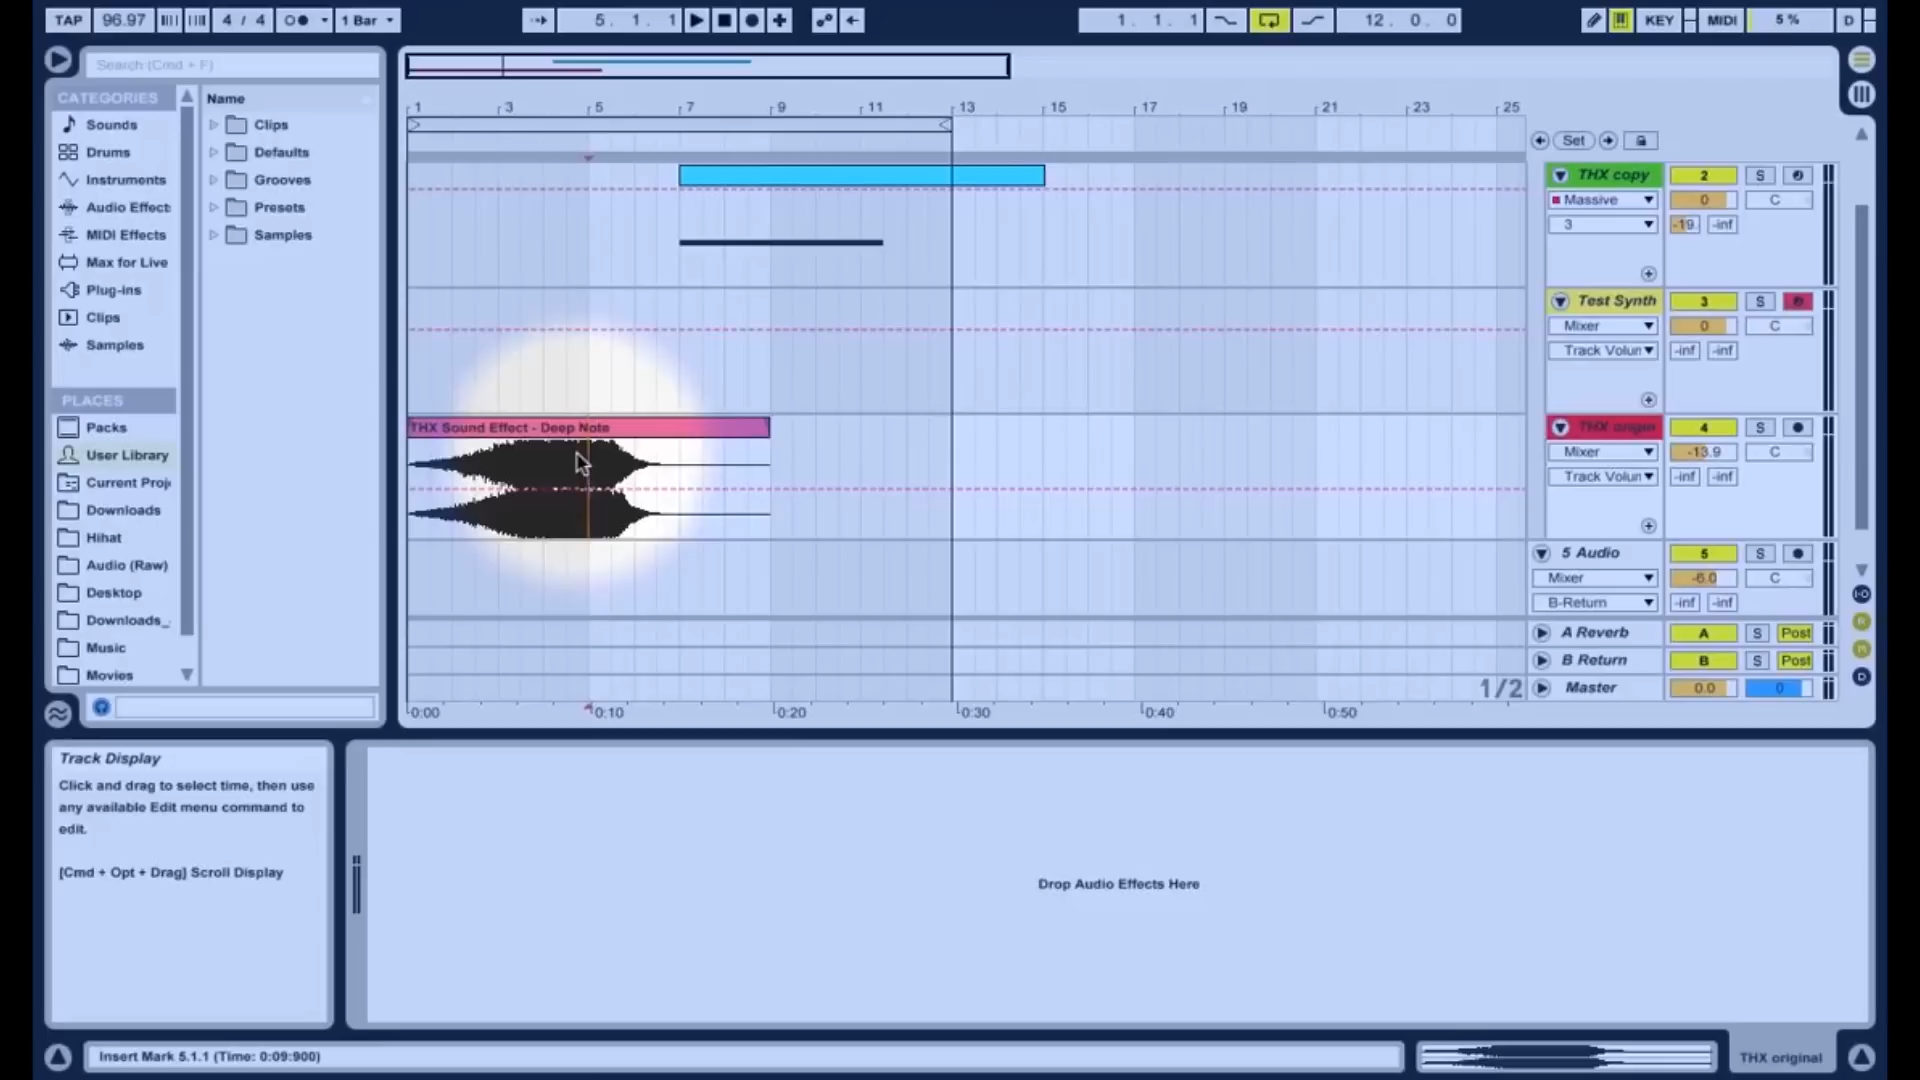 TAP 96.97 4 / 4 1 Bar 5. 1. 1 1. 1. 1 12. 0. 0 KEY MIDI 5 % D
Search (Cmd + F)
CATEGORIES
Sounds
Drums
Instruments
Audio Effect
MIDI Effects
Max for Live
Plug-ins
Clips
Samples
PLACES
Packs
User Library
Current Proj
Downloads
Hihat
Audio (Raw)
Desktop
Downloads_
Music
Movies
Name
Clips
Defaults
Grooves
Presets
Samples
1 3 5 7 9 11 13 15 17 19 21 23 25
Set
THX copy 2 S
Massive 0 C
3 -19. -inf
Test Synth 3 S
Mixer 0 C
Track Volun -inf -inf
THX Sound Effect - Deep Note
THX origin 4 S
Mixer -13.9 C
Track Volun -inf -inf
5 Audio 5 S
Mixer -6.0 C
B-Return -inf -inf
A Reverb A S Post
B Return B S Post
1/2 Master 0.0 0
0:00 0:10 0:20 0:30 0:40 0:50
I-O
R
M
D
Track Display
Click and drag to select time, then use
any available Edit menu command to
edit.
[Cmd + Opt + Drag] Scroll Display
Drop Audio Effects Here
Insert Mark 5.1.1 (Time: 0:09:900)
THX original